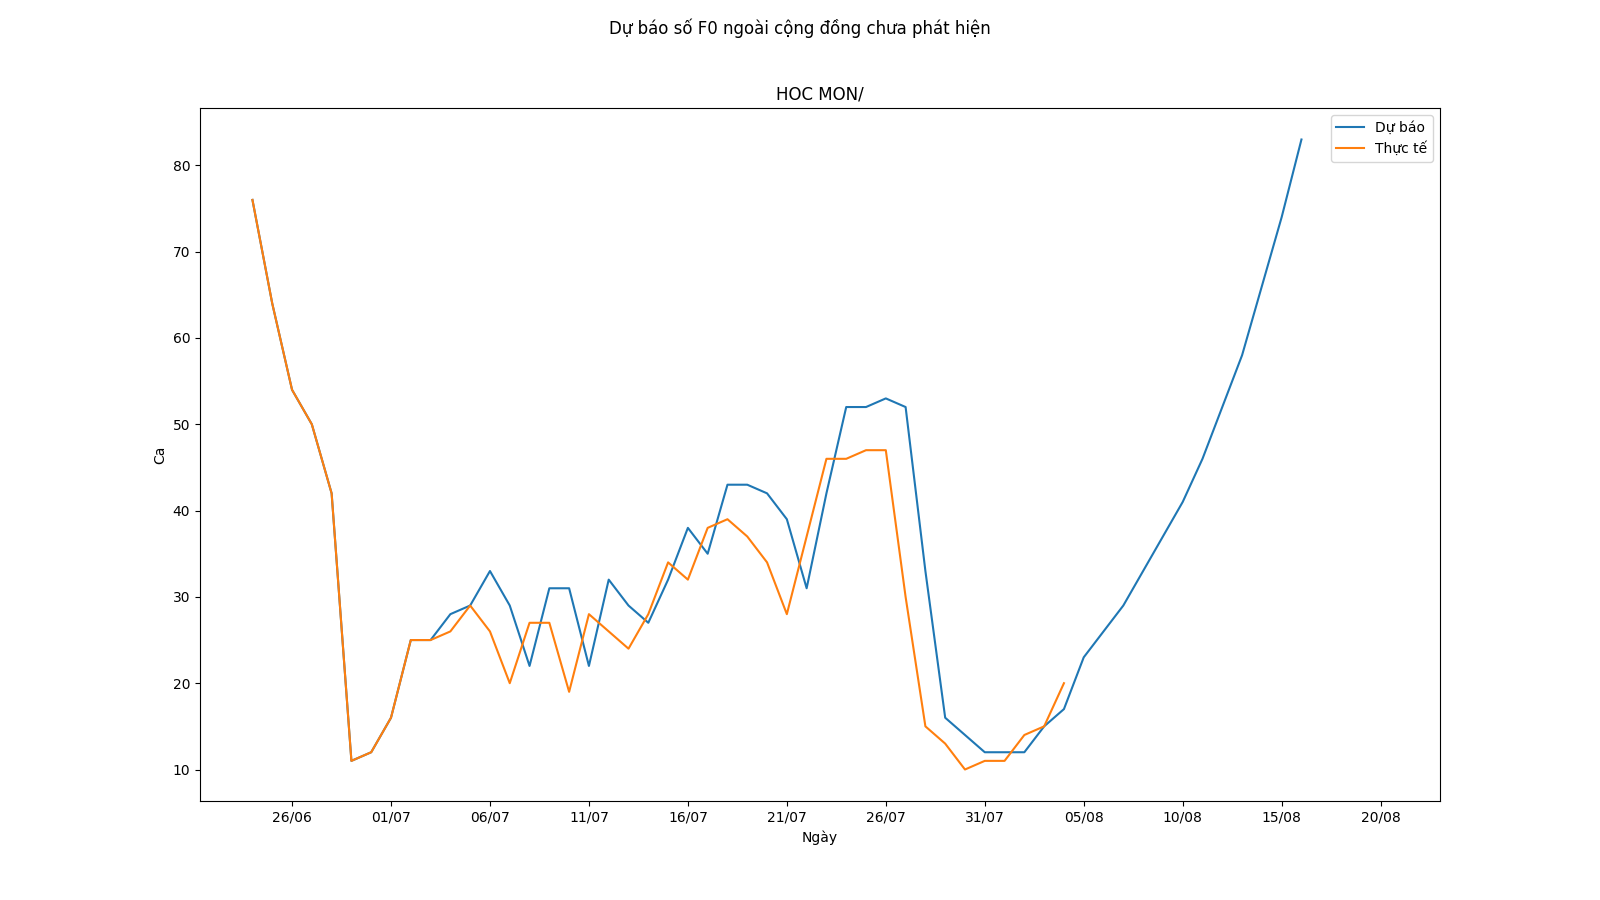 Dự báo số F0 ngoài cộng đồng chưa phát hiện
HOC MON/
Dự báo
Thực tế
80
70
60
50
40
30
20
10
Ca
26/06 01/07 06/07 11/07 16/07 21/07 26/07 31/07 05/08 10/08 15/08 20/08
Ngày